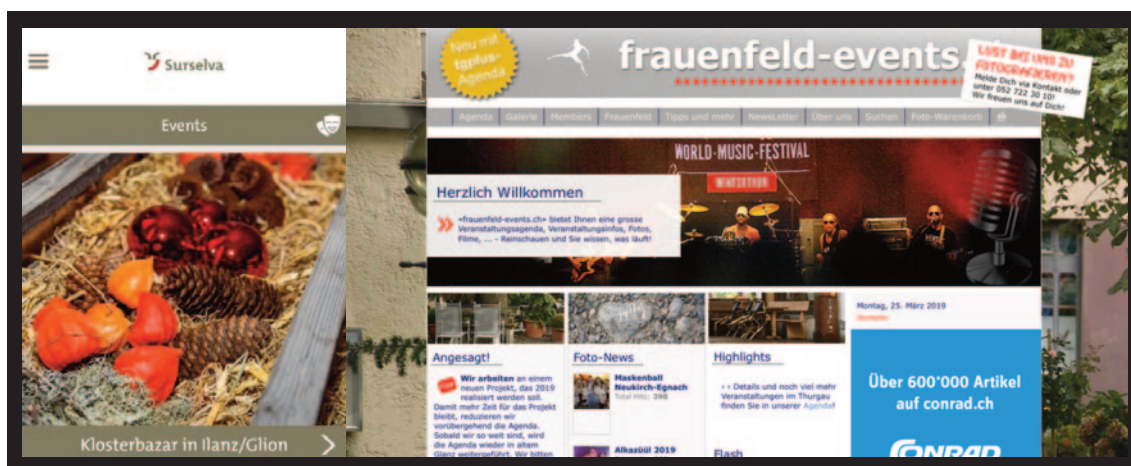 Surselva
Events
Klosterbazar in Ilanz/Glion
Neu mit
tgplus-
Agenda
frauenfeld-events.
LUST BEI UNS ZU
FOTOGRAFIEREN?
Melde Dich via Kontakt oder
unter 052 722 30 10!
Wir freuen uns auf Dich!
Agenda Galerie Members Frauenfeld Tipps und mehr NewsLetter Über uns Suchen Foto-Warenkorb
WORLD-MUSIC-FESTIVAL
WINTERTHUR
Herzlich Willkommen
«frauenfeld-events.ch» bietet Ihnen eine grosse
Veranstaltungsagenda, Veranstaltungsinfos, Fotos,
Filme, ... - Reinschauen und Sie wissen, was läuft!
Montag, 25. März 2019
Angesagt!
Wir arbeiten an einem
neuen Projekt, das 2019
realisiert werden soll.
Damit mehr Zeit für das Projekt
bleibt, reduzieren wir
vorübergehend die Agenda.
Sobald wir so weit sind, wird
die Agenda wieder in altem
Glanz weitergeführt. Wir bitten
Foto-News
Maskenball
Neukirch-Egnach
Total Hits: 398
Alkazüül 2019
Highlights
›› Details und noch viel mehr
Veranstaltungen im Thurgau
finden Sie in unserer Agenda!
Flash
Über 600'000 Artikel
auf conrad.ch
CONRAD